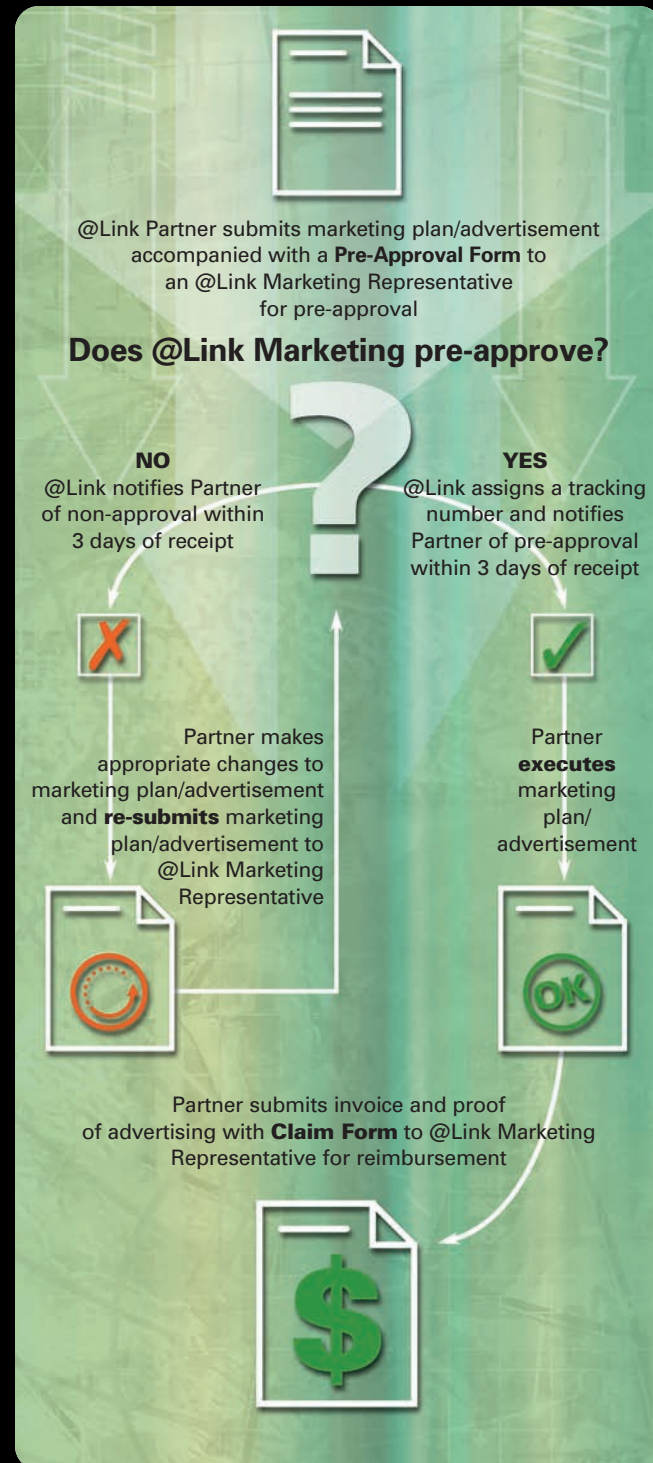 @Link Partner submits marketing plan/advertisement
accompanied with a Pre-Approval Form to
an @Link Marketing Representative
for pre-approval
Does @Link Marketing pre-approve?
?
NO
@Link notifies Partner
of non-approval within
3 days of receipt
YES
@Link assigns a tracking
number and notifies
Partner of pre-approval
within 3 days of receipt
Partner makes
appropriate changes to
marketing plan/advertisement
and re-submits marketing
plan/advertisement to
@Link Marketing
Representative
Partner
executes
marketing
plan/
advertisement
OK
Partner submits invoice and proof
of advertising with Claim Form to @Link Marketing
Representative for reimbursement
$